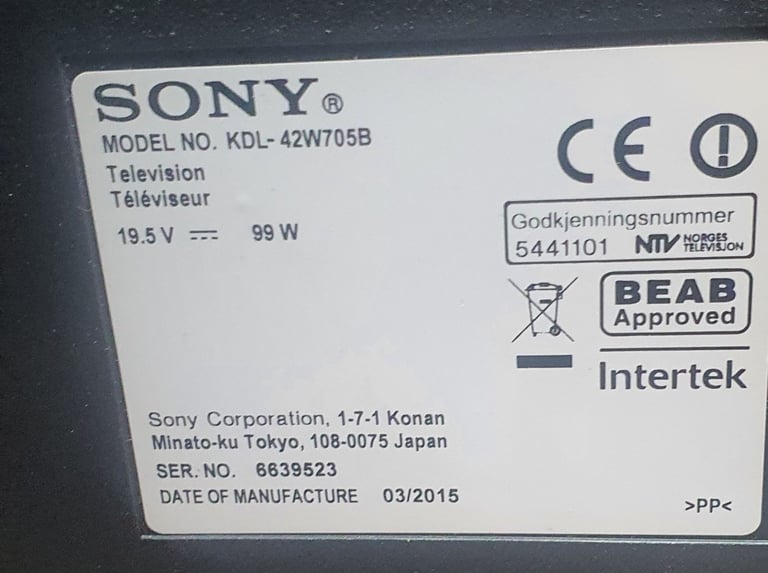 SONY®
MODEL NO. KDL-42W705B
Television
Téléviseur
19.5 V ⎓ 99 W
CE
Godkjenningsnummer
5441101 NTV NORGES TELEVISJON
BEAB
Approved
Intertek
Sony Corporation, 1-7-1 Konan
Minato-ku Tokyo, 108-0075 Japan
SER. NO. 6639523
DATE OF MANUFACTURE 03/2015
>PP<